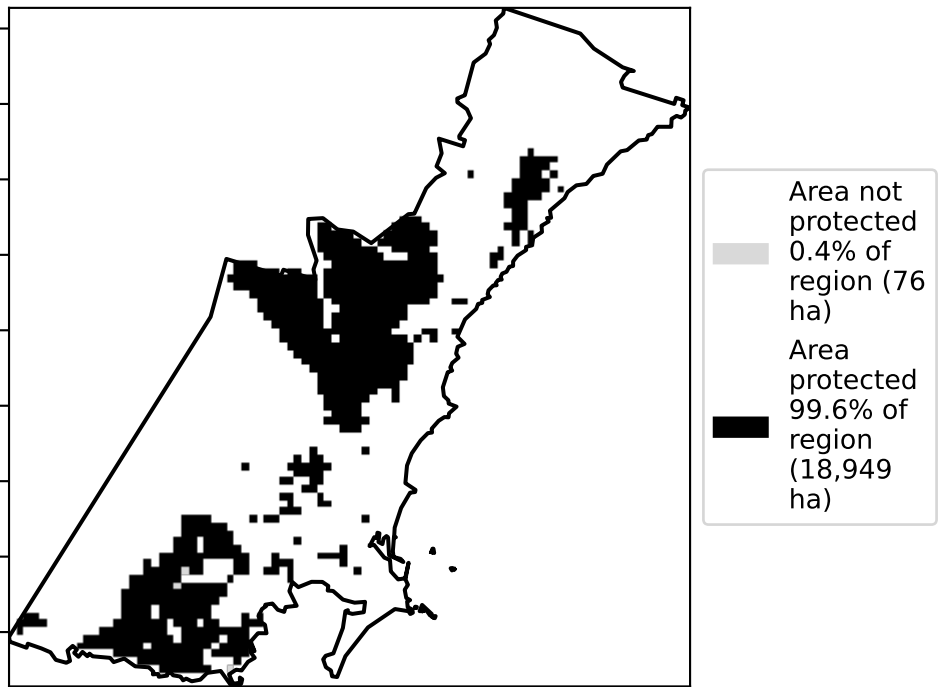 Area not
protected
0.4% of
region (76
ha)
Area
protected
99.6% of
region
(18,949
ha)